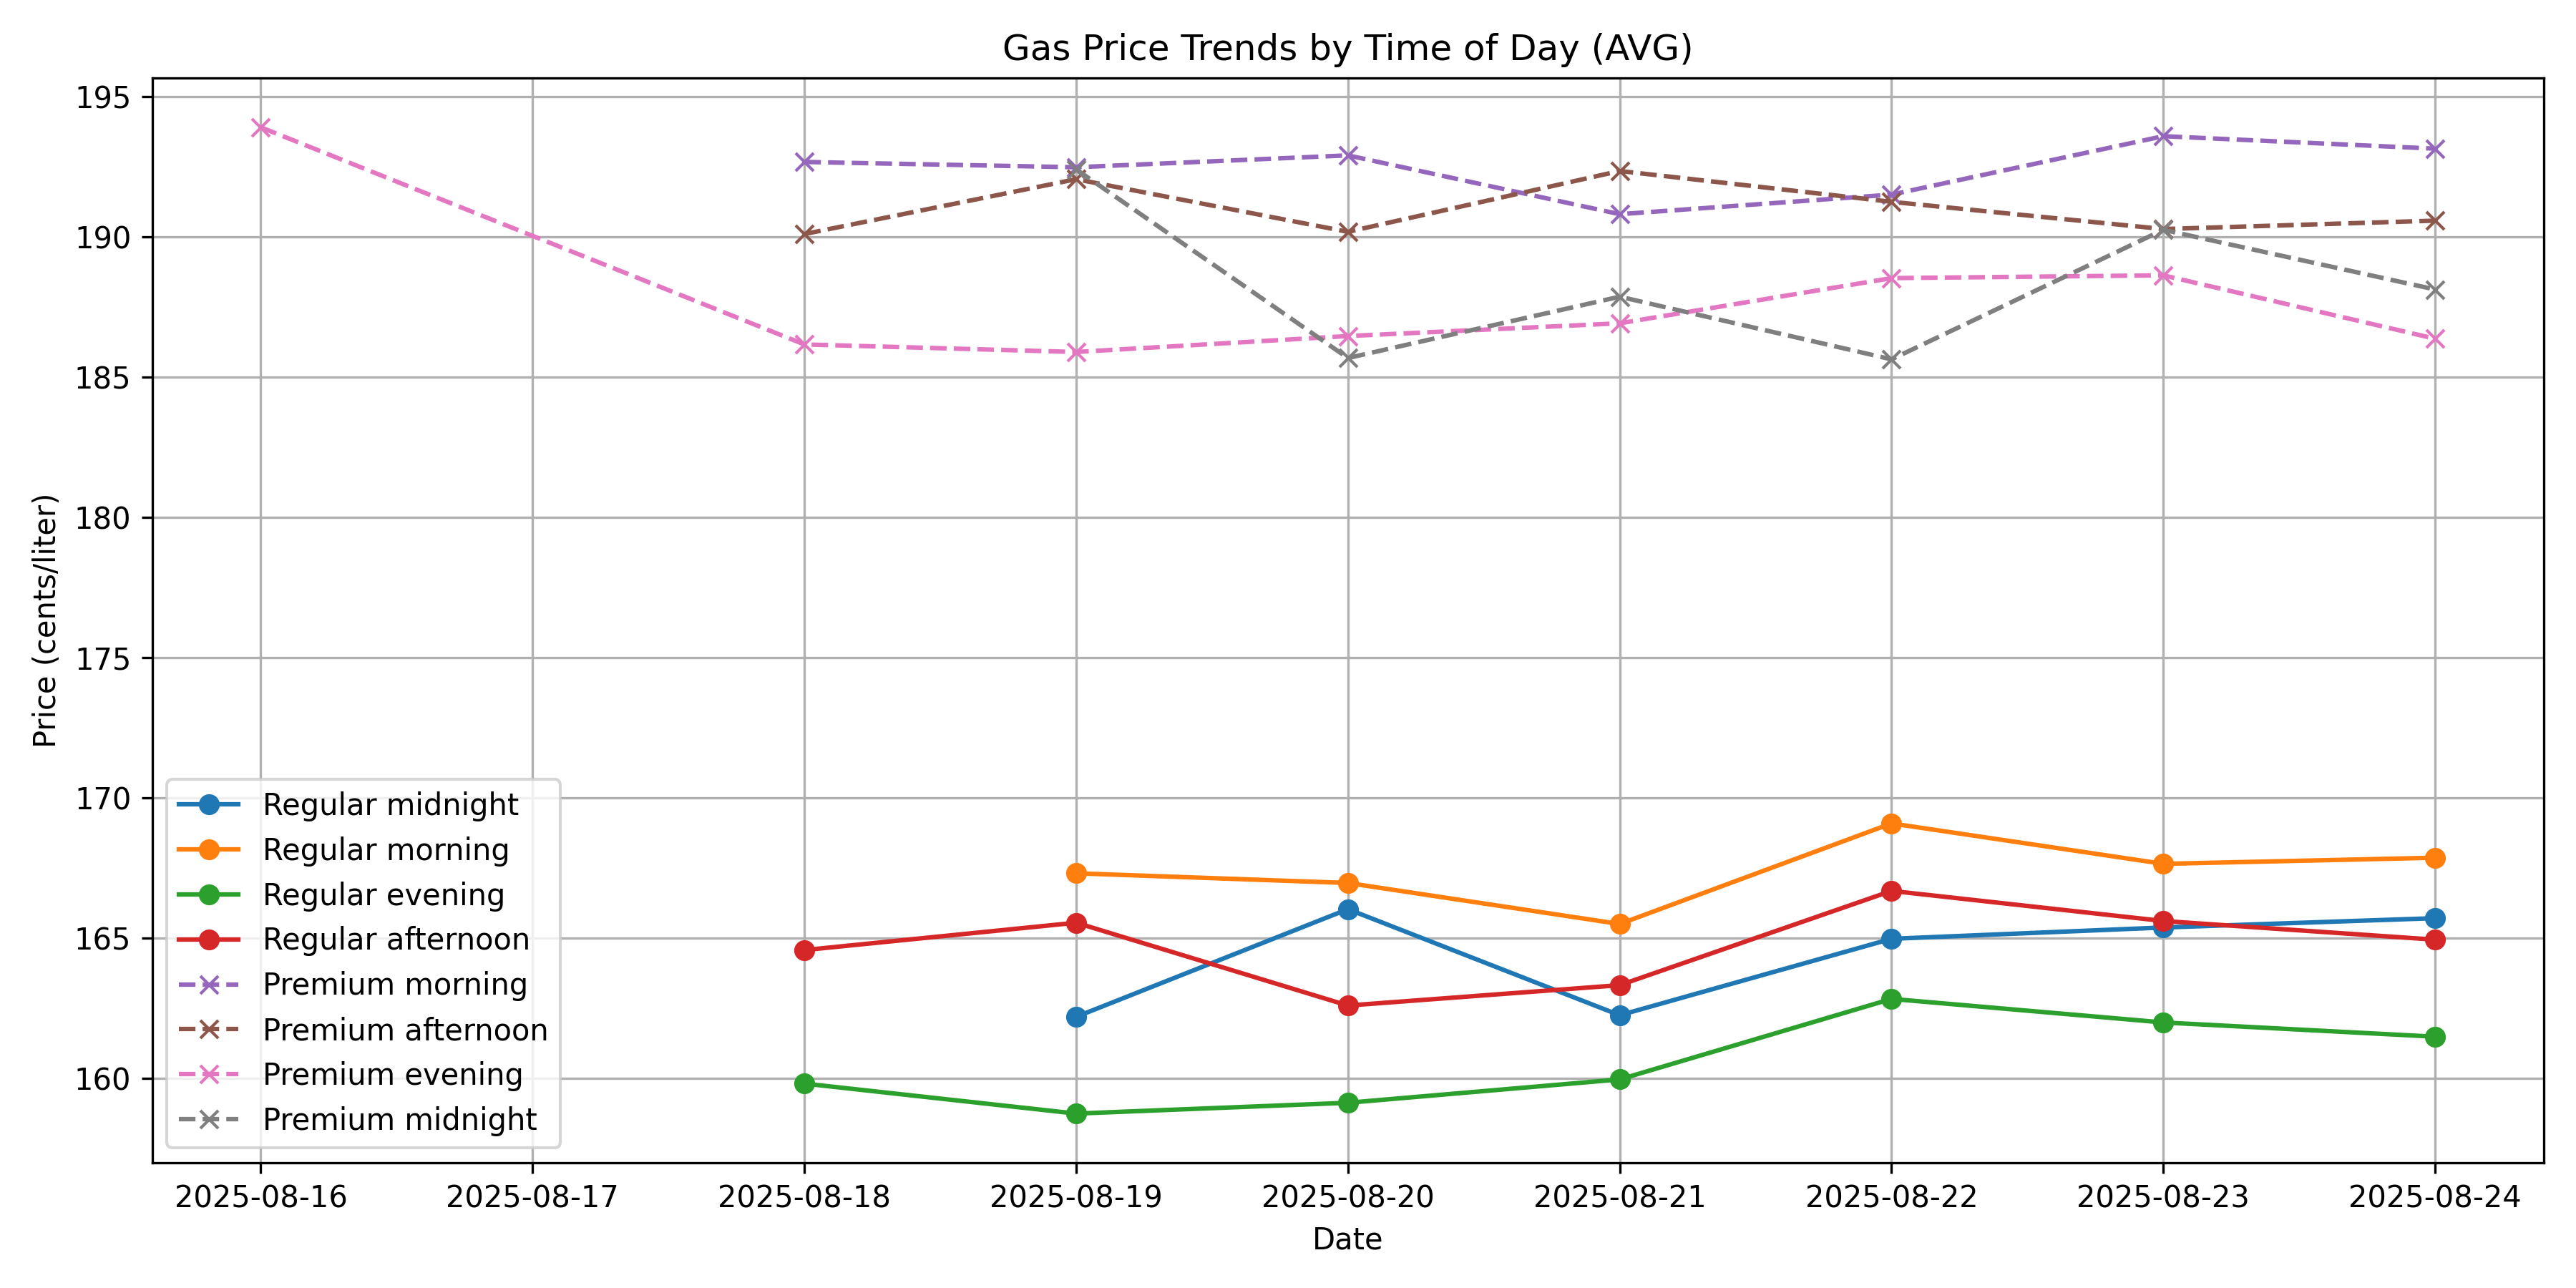 Gas Price Trends by Time of Day (AVG)
Price (cents/liter)
195
190
185
180
175
170
165
160
Regular midnight
Regular morning
Regular evening
Regular afternoon
Premium morning
Premium afternoon
Premium evening
Premium midnight
2025-08-16 2025-08-17 2025-08-18 2025-08-19 2025-08-20 2025-08-21 2025-08-22 2025-08-23 2025-08-24
Date